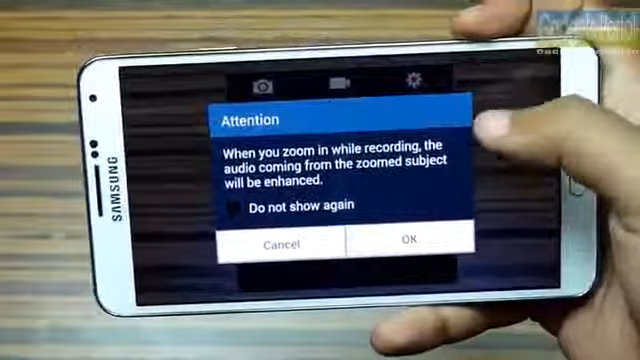 Attention
When you zoom in while recording, the
audio coming from the zoomed subject
will be enhanced.
Do not show again
Cancel
OK
SAMSUNG